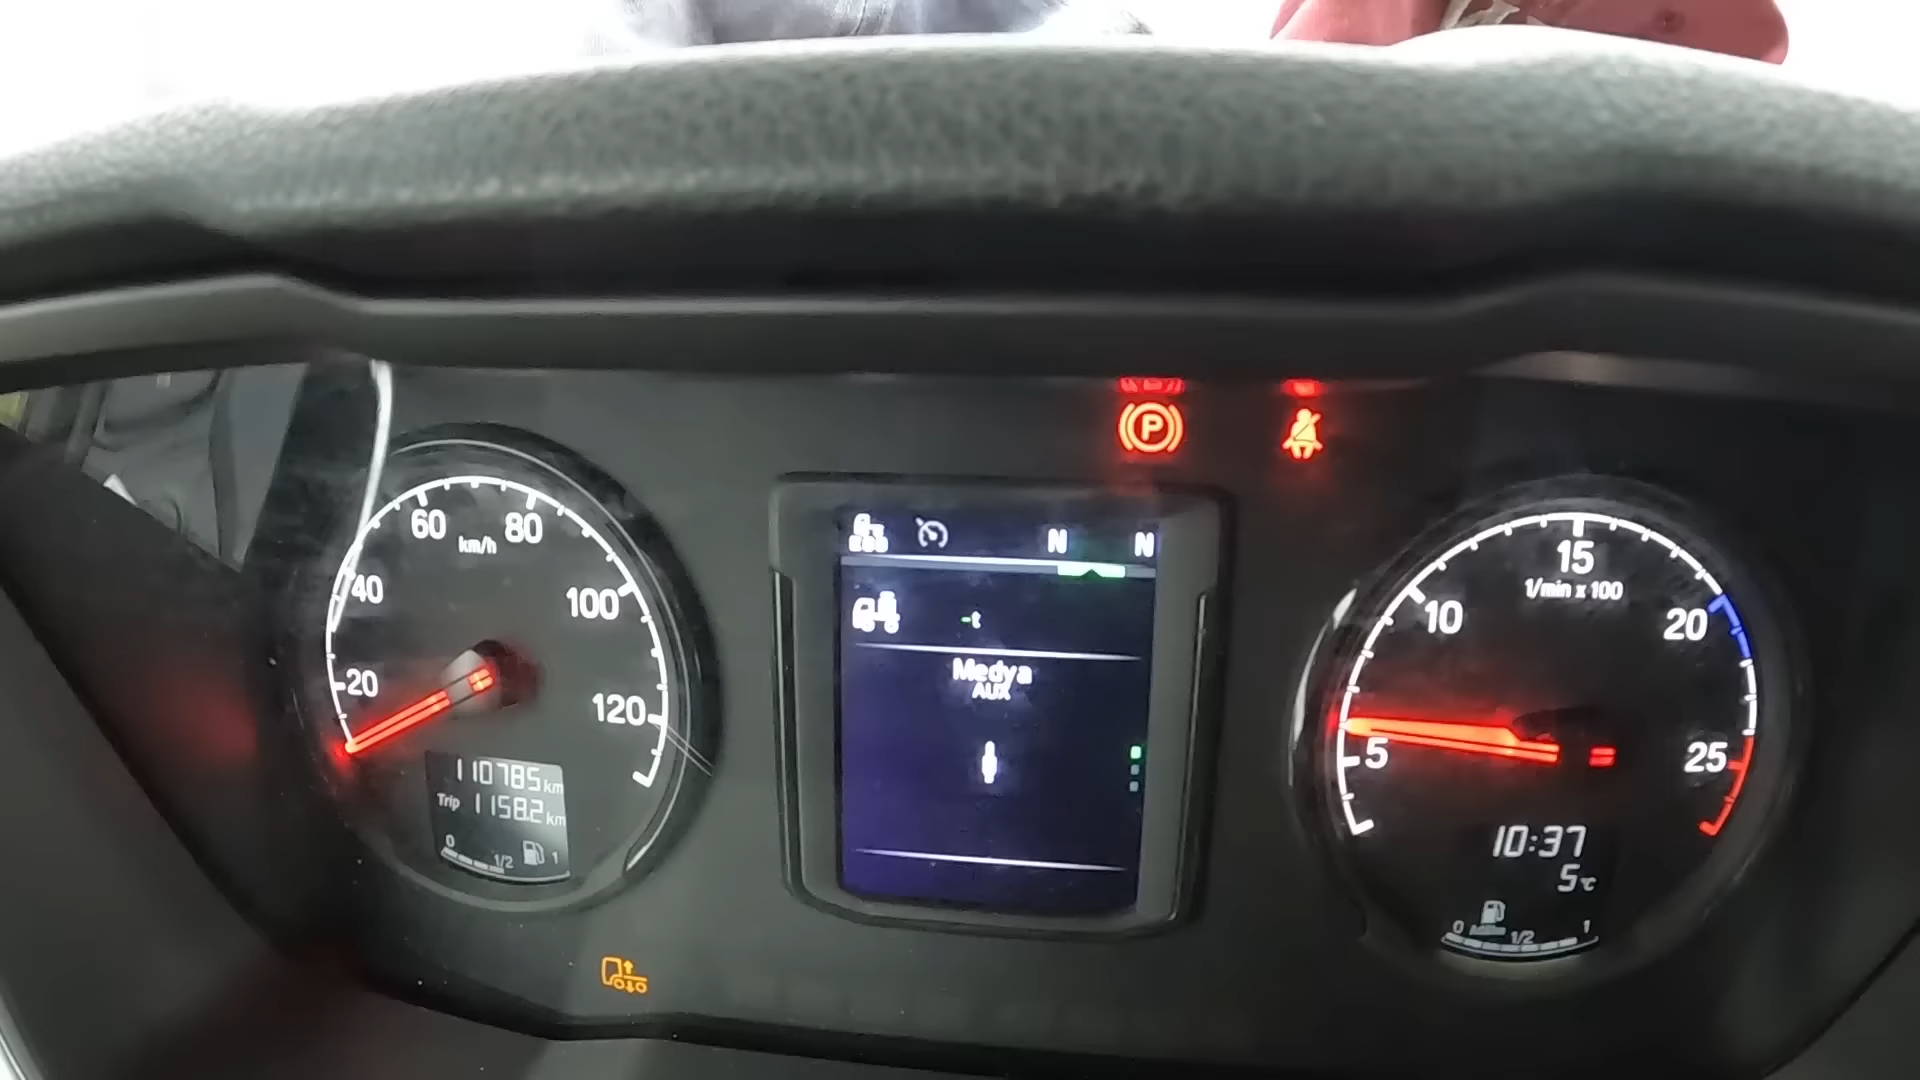 60
80
km/h
40
100
20
120
110785 km
Trip 1158.2 km
0 1/2 1
P
N N
-t
Medya
AUX
15
1/min x 100
10
20
5
25
10:37
5°C
0 1/2 1